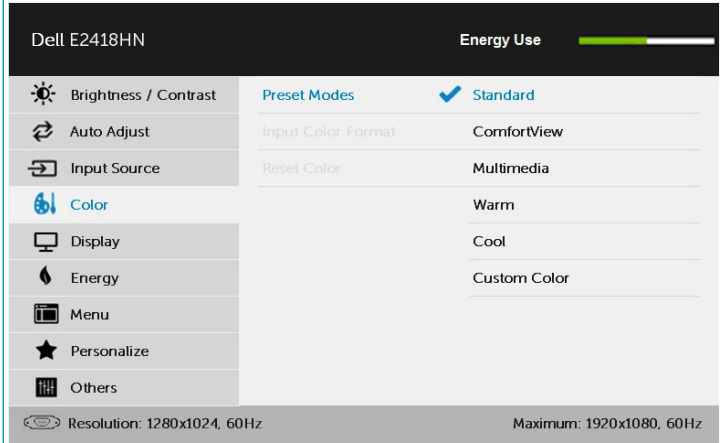 Dell E2418HN
Energy Use
Brightness / Contrast
Preset Modes
Standard
Auto Adjust
Input Color Format
ComfortView
Input Source
Reset Color
Multimedia
Color
Warm
Display
Cool
Energy
Custom Color
Menu
Personalize
Others
Resolution: 1280x1024, 60Hz
Maximum: 1920x1080, 60Hz